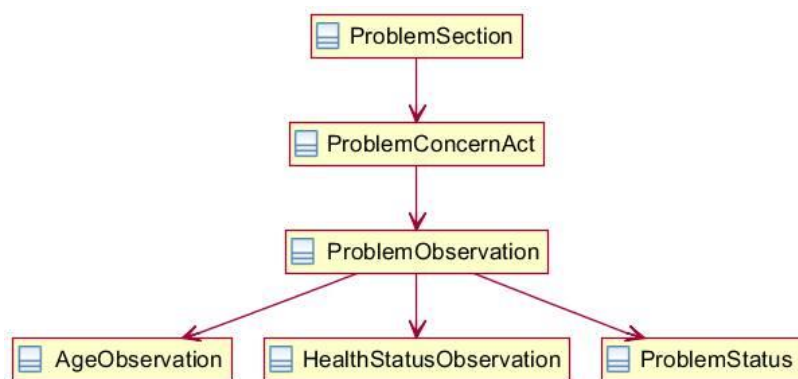 ProblemSection
ProblemConcernAct
ProblemObservation
AgeObservation
HealthStatusObservation
ProblemStatus